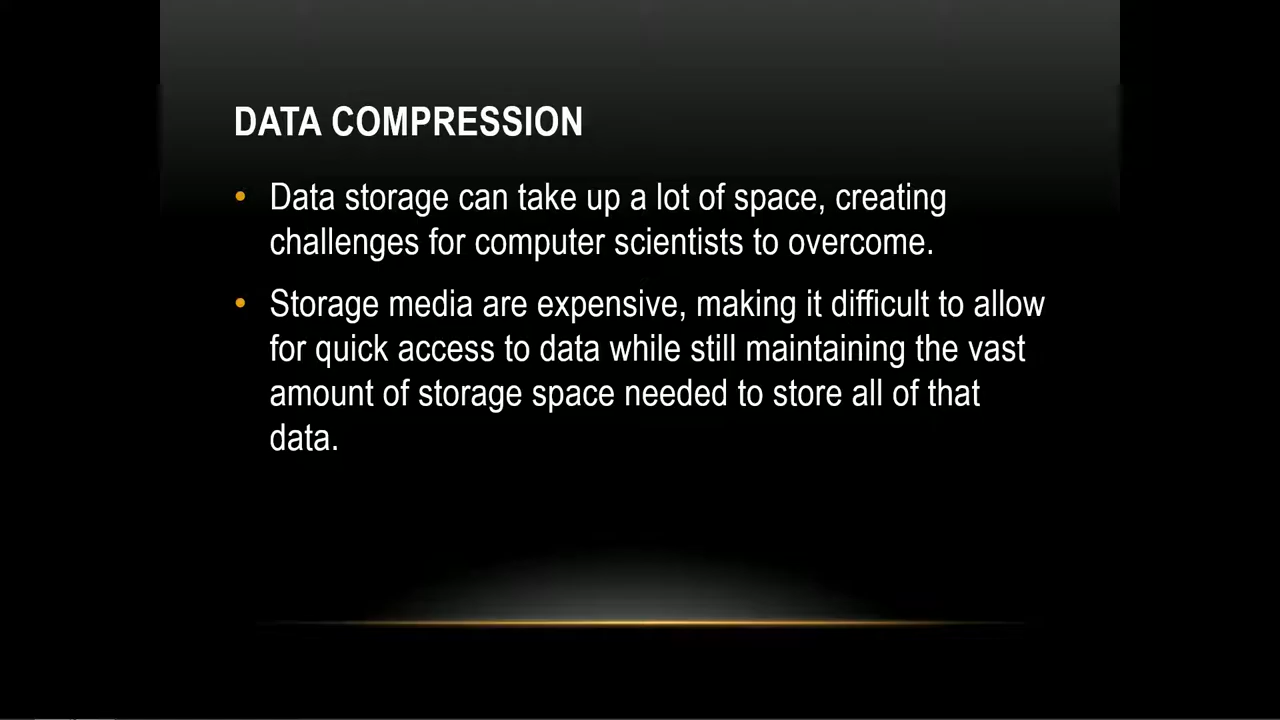 DATA COMPRESSION
• Data storage can take up a lot of space, creating
challenges for computer scientists to overcome.
• Storage media are expensive, making it difficult to allow
for quick access to data while still maintaining the vast
amount of storage space needed to store all of that
data.